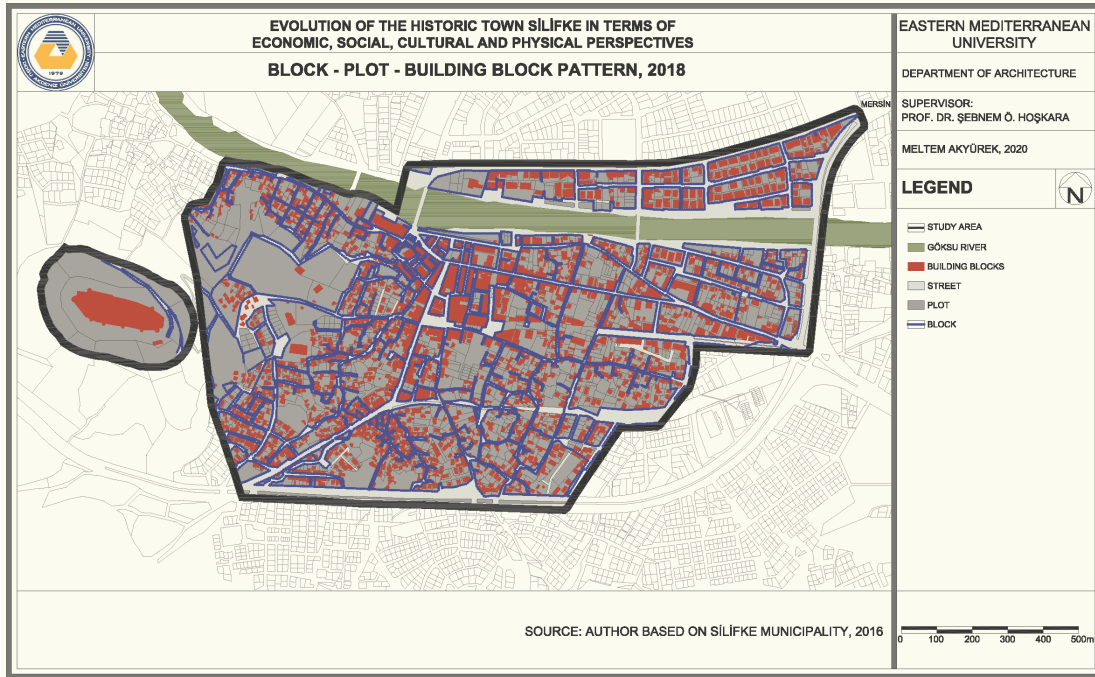 EVOLUTION OF THE HISTORIC TOWN SİLİFKE IN TERMS OF
ECONOMIC, SOCIAL, CULTURAL AND PHYSICAL PERSPECTIVES
BLOCK - PLOT - BUILDING BLOCK PATTERN, 2018
EASTERN MEDITERRANEAN
UNIVERSITY
DEPARTMENT OF ARCHITECTURE
SUPERVISOR:
PROF. DR. ŞEBNEM Ö. HOŞKARA
MELTEM AKYÜREK, 2020
LEGEND
N
STUDY AREA
GÖKSU RIVER
BUILDING BLOCKS
STREET
PLOT
BLOCK
MERSİN
1979
SOURCE: AUTHOR BASED ON SİLİFKE MUNICIPALITY, 2016
0 100 200 300 400 500m